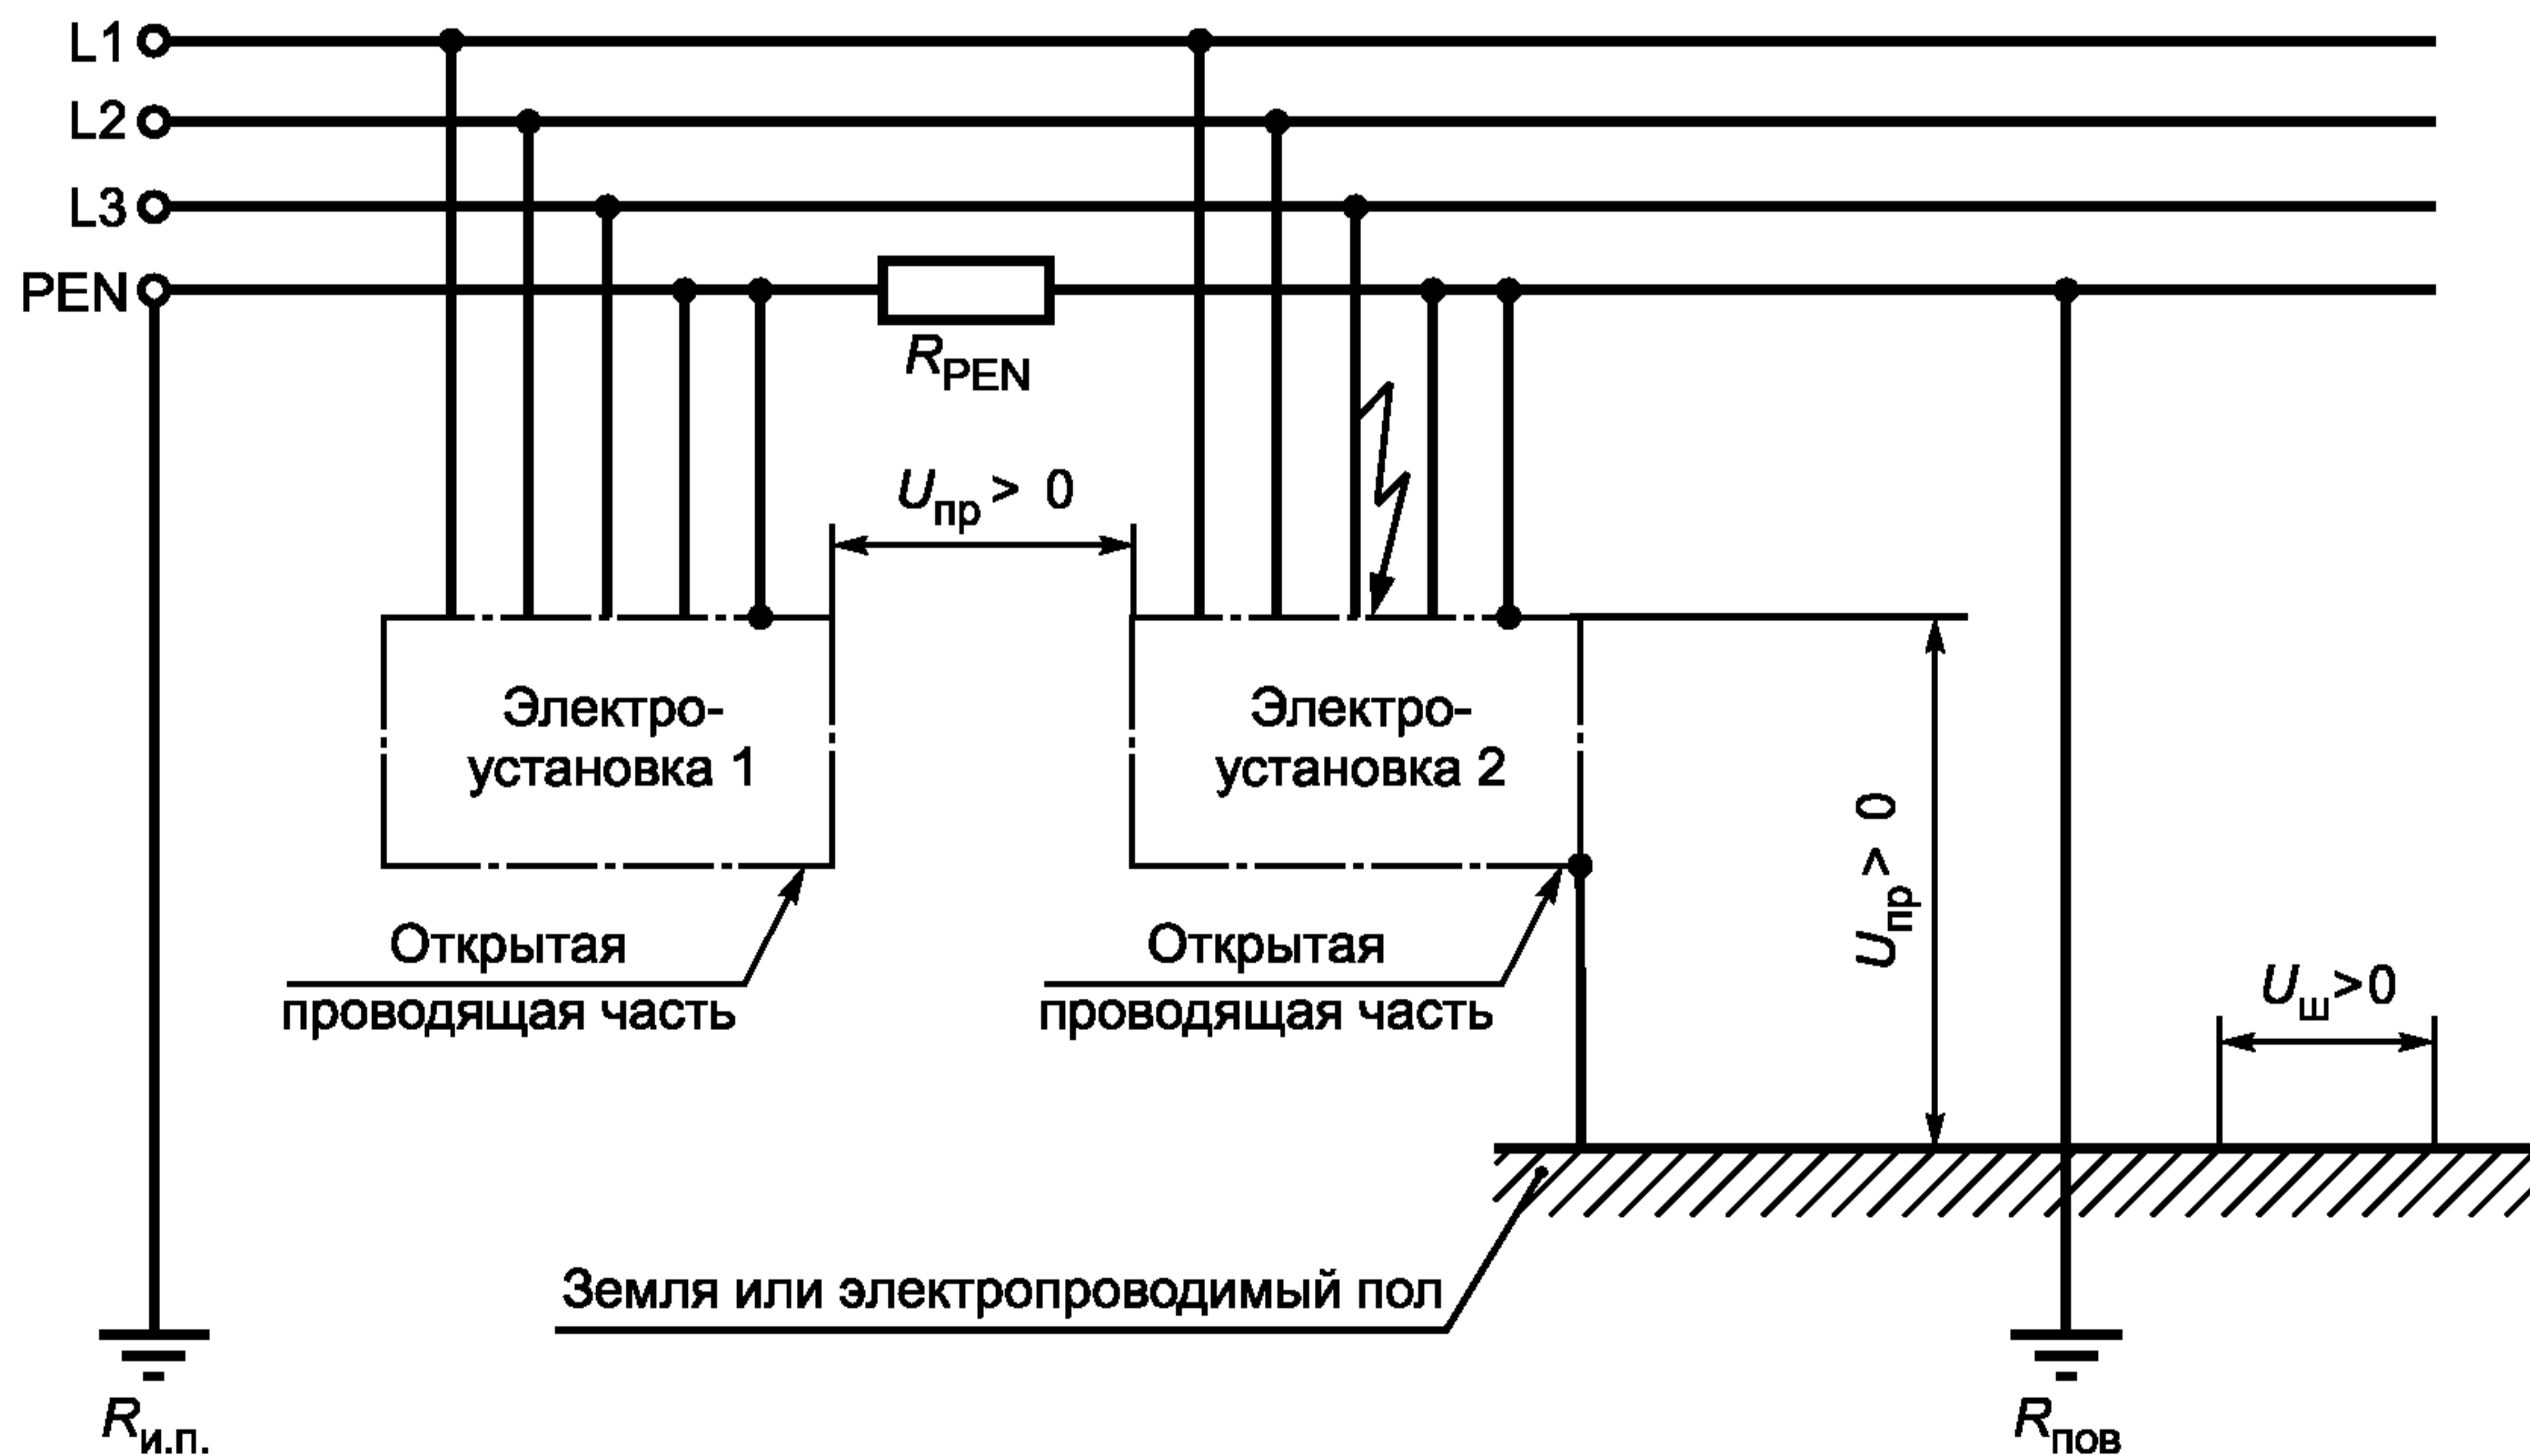 L1
L2
L3
PEN
RPEN
Uпр > 0
Электро-
установка 1
Электро-
установка 2
Uпр > 0
Открытая
проводящая часть
Открытая
проводящая часть
Uш>0
Земля или электропроводимый пол
Rи.п.
Rпов